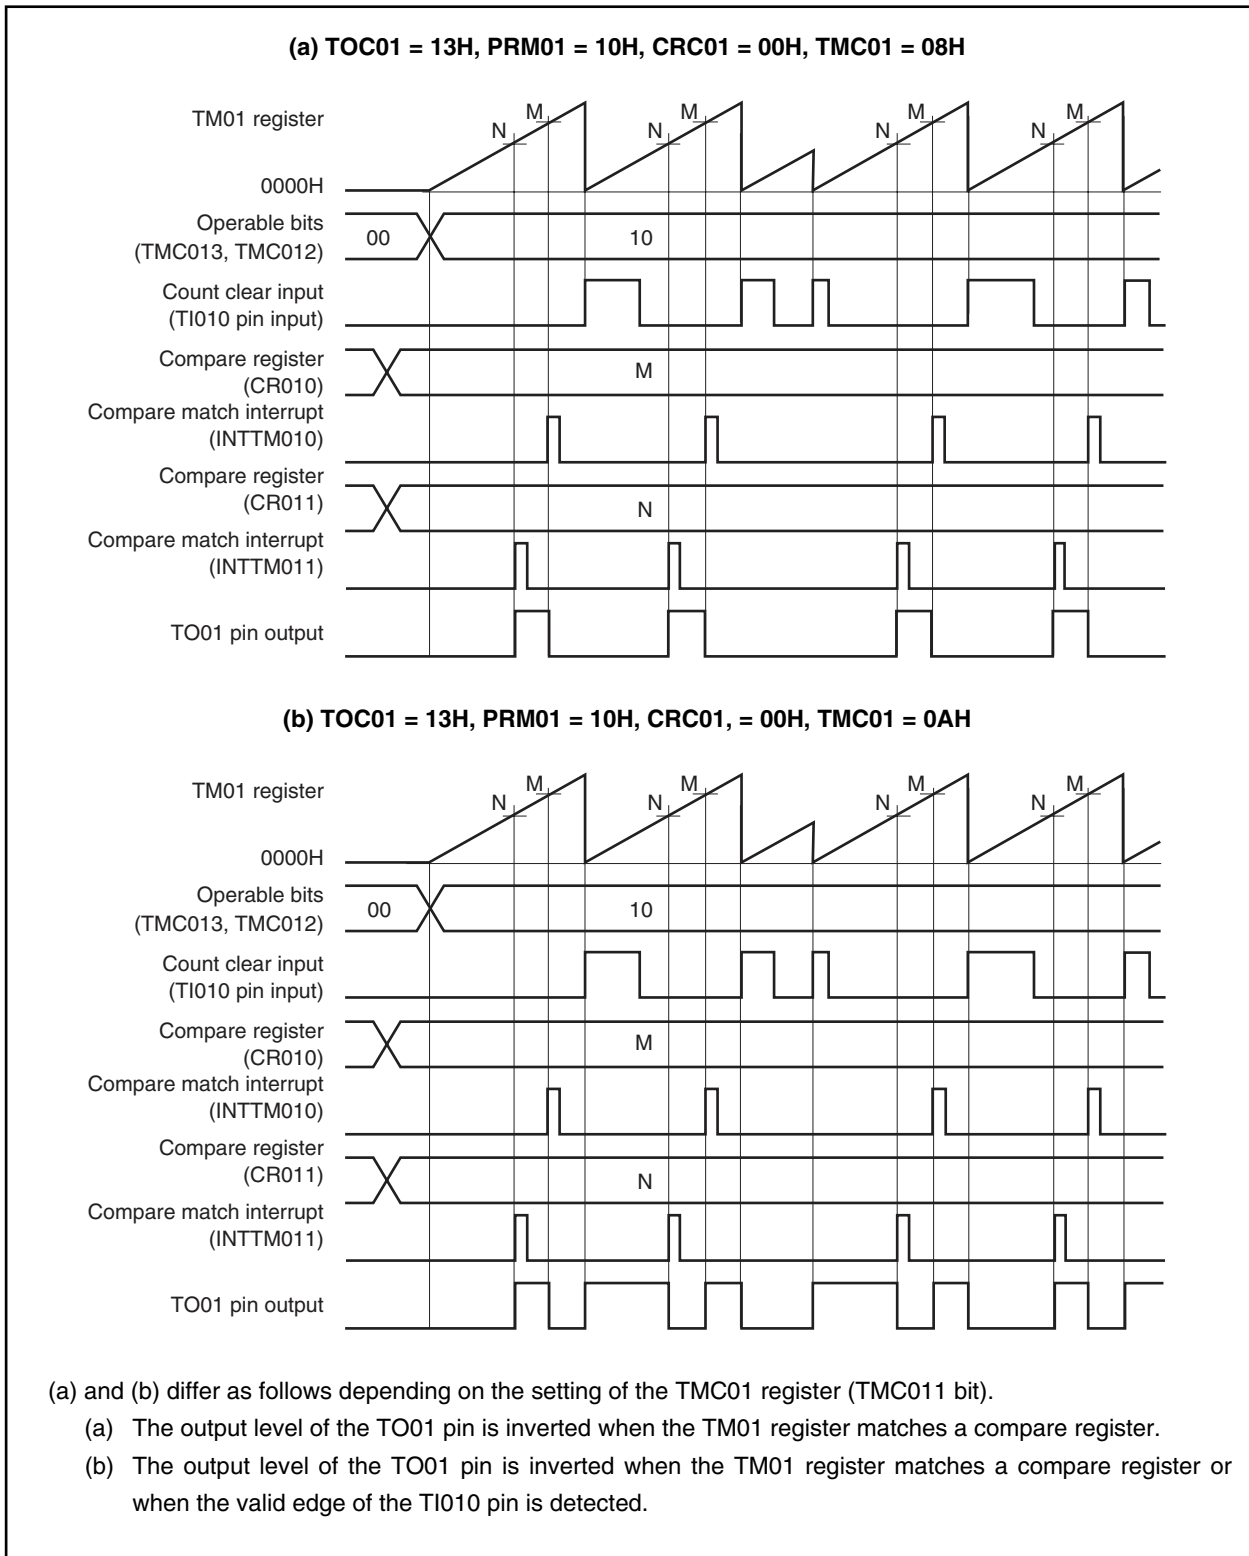 (a) TOC01 = 13H, PRM01 = 10H, CRC01 = 00H, TMC01 = 08H
TM01 register
N M N M N M N M
0000H
Operable bits
(TMC013, TMC012)
00 10
Count clear input
(TI010 pin input)
Compare register
(CR010)
M
Compare match interrupt
(INTTM010)
Compare register
(CR011)
N
Compare match interrupt
(INTTM011)
TO01 pin output
(b) TOC01 = 13H, PRM01 = 10H, CRC01, = 00H, TMC01 = 0AH
TM01 register
N M N M N M N M
0000H
Operable bits
(TMC013, TMC012)
00 10
Count clear input
(TI010 pin input)
Compare register
(CR010)
M
Compare match interrupt
(INTTM010)
Compare register
(CR011)
N
Compare match interrupt
(INTTM011)
TO01 pin output
(a) and (b) differ as follows depending on the setting of the TMC01 register (TMC011 bit).
(a) The output level of the TO01 pin is inverted when the TM01 register matches a compare register.
(b) The output level of the TO01 pin is inverted when the TM01 register matches a compare register or
when the valid edge of the TI010 pin is detected.